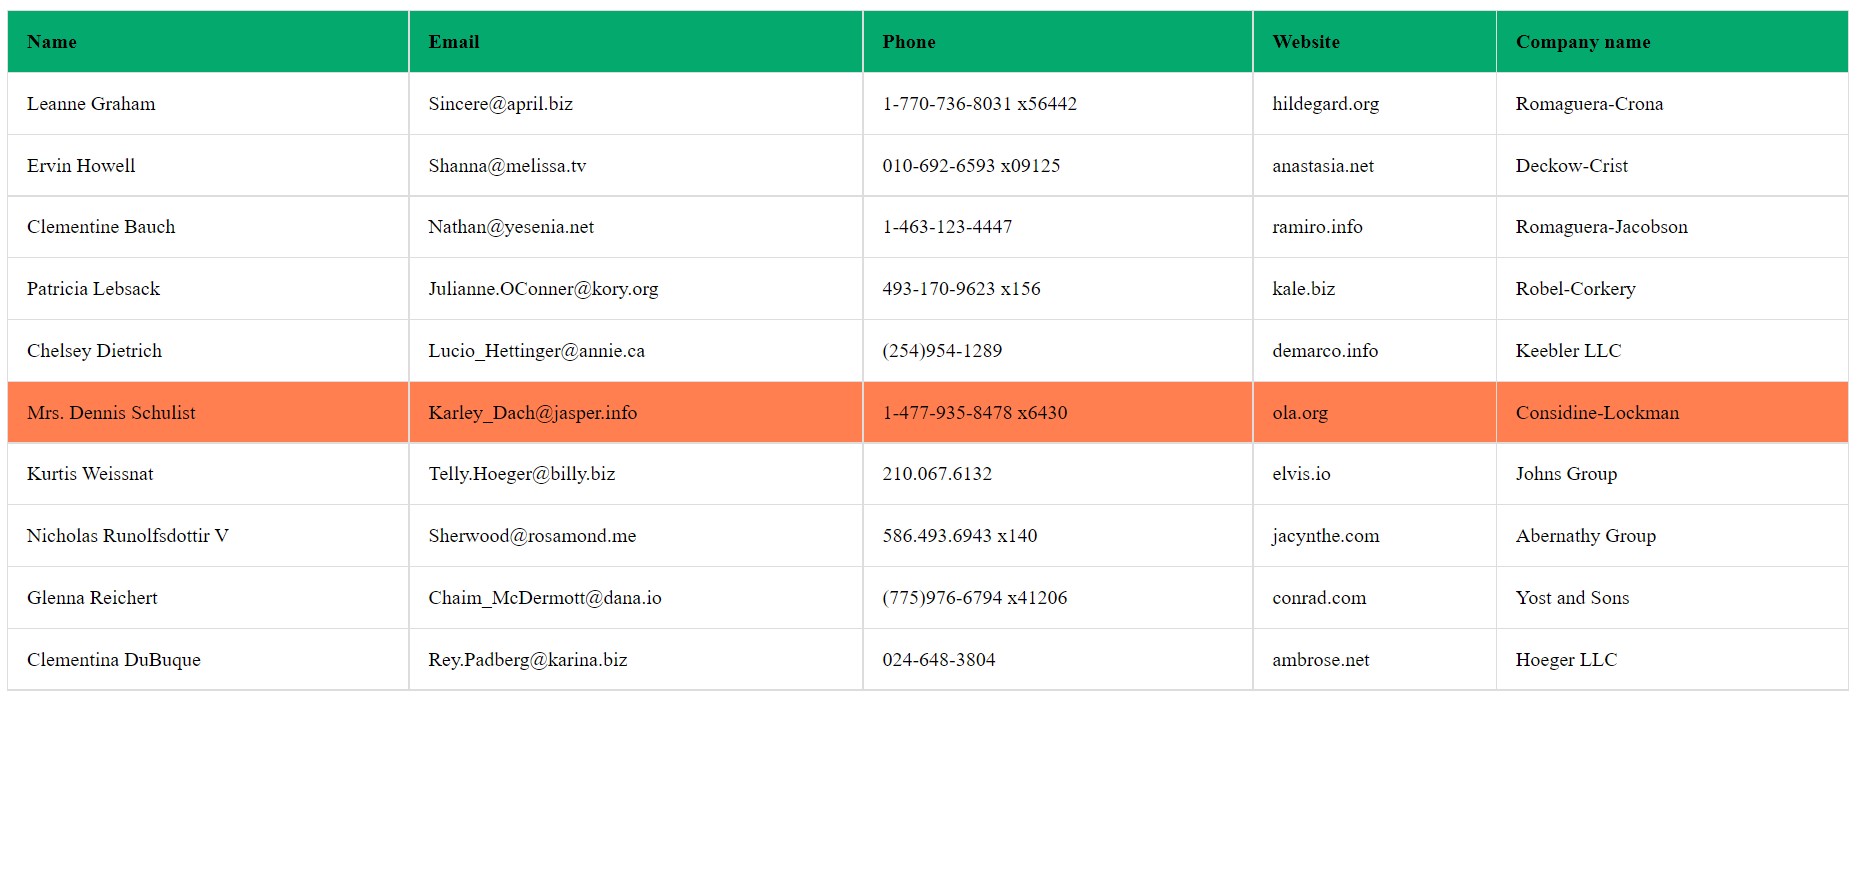 Name Email Phone Website Company name
Leanne Graham Sincere@april.biz 1-770-736-8031 x56442 hildegard.org Romaguera-Crona
Ervin Howell Shanna@melissa.tv 010-692-6593 x09125 anastasia.net Deckow-Crist
Clementine Bauch Nathan@yesenia.net 1-463-123-4447 ramiro.info Romaguera-Jacobson
Patricia Lebsack Julianne.OConner@kory.org 493-170-9623 x156 kale.biz Robel-Corkery
Chelsey Dietrich Lucio_Hettinger@annie.ca (254)954-1289 demarco.info Keebler LLC
Mrs. Dennis Schulist Karley_Dach@jasper.info 1-477-935-8478 x6430 ola.org Considine-Lockman
Kurtis Weissnat Telly.Hoeger@billy.biz 210.067.6132 elvis.io Johns Group
Nicholas Runolfsdottir V Sherwood@rosamond.me 586.493.6943 x140 jacynthe.com Abernathy Group
Glenna Reichert Chaim_McDermott@dana.io (775)976-6794 x41206 conrad.com Yost and Sons
Clementina DuBuque Rey.Padberg@karina.biz 024-648-3804 ambrose.net Hoeger LLC